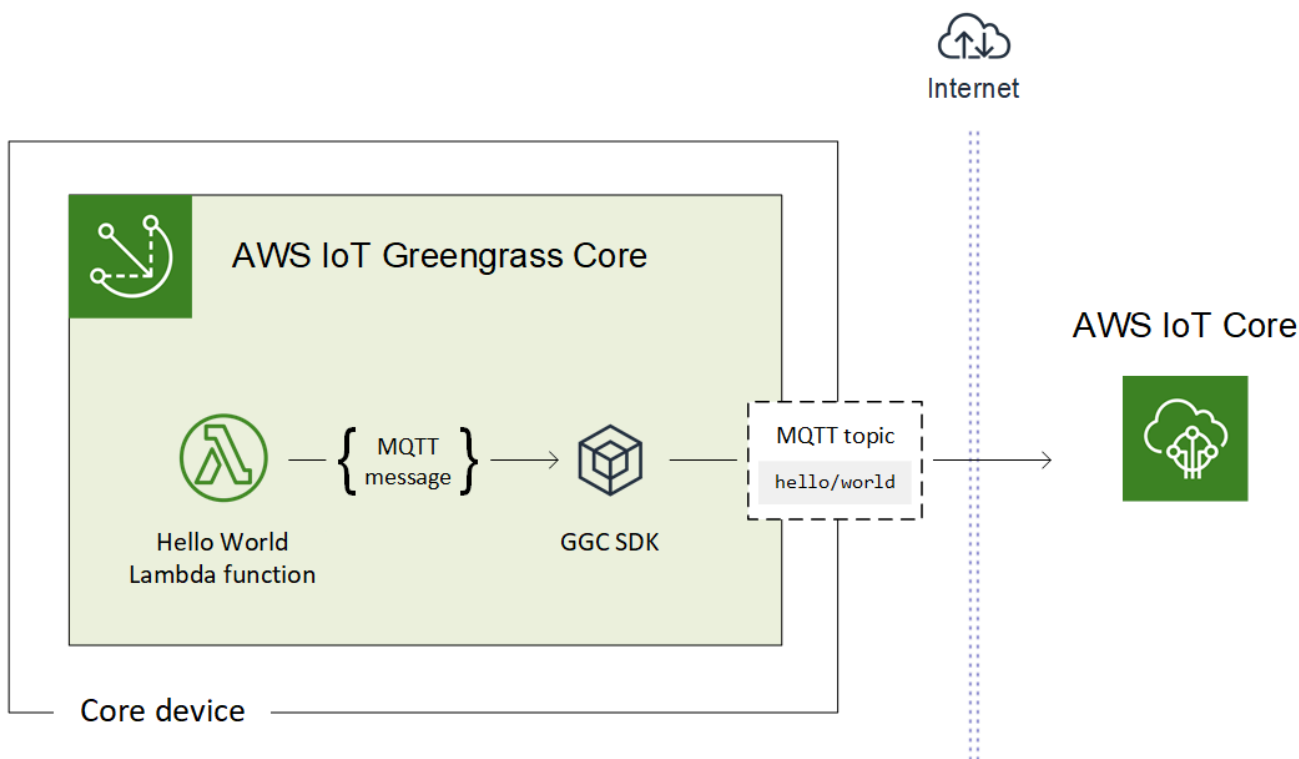 Internet
AWS IoT Greengrass Core
AWS IoT Core
MQTT topic
hello/world
{ MQTT
message }
Hello World
Lambda function
GGC SDK
Core device